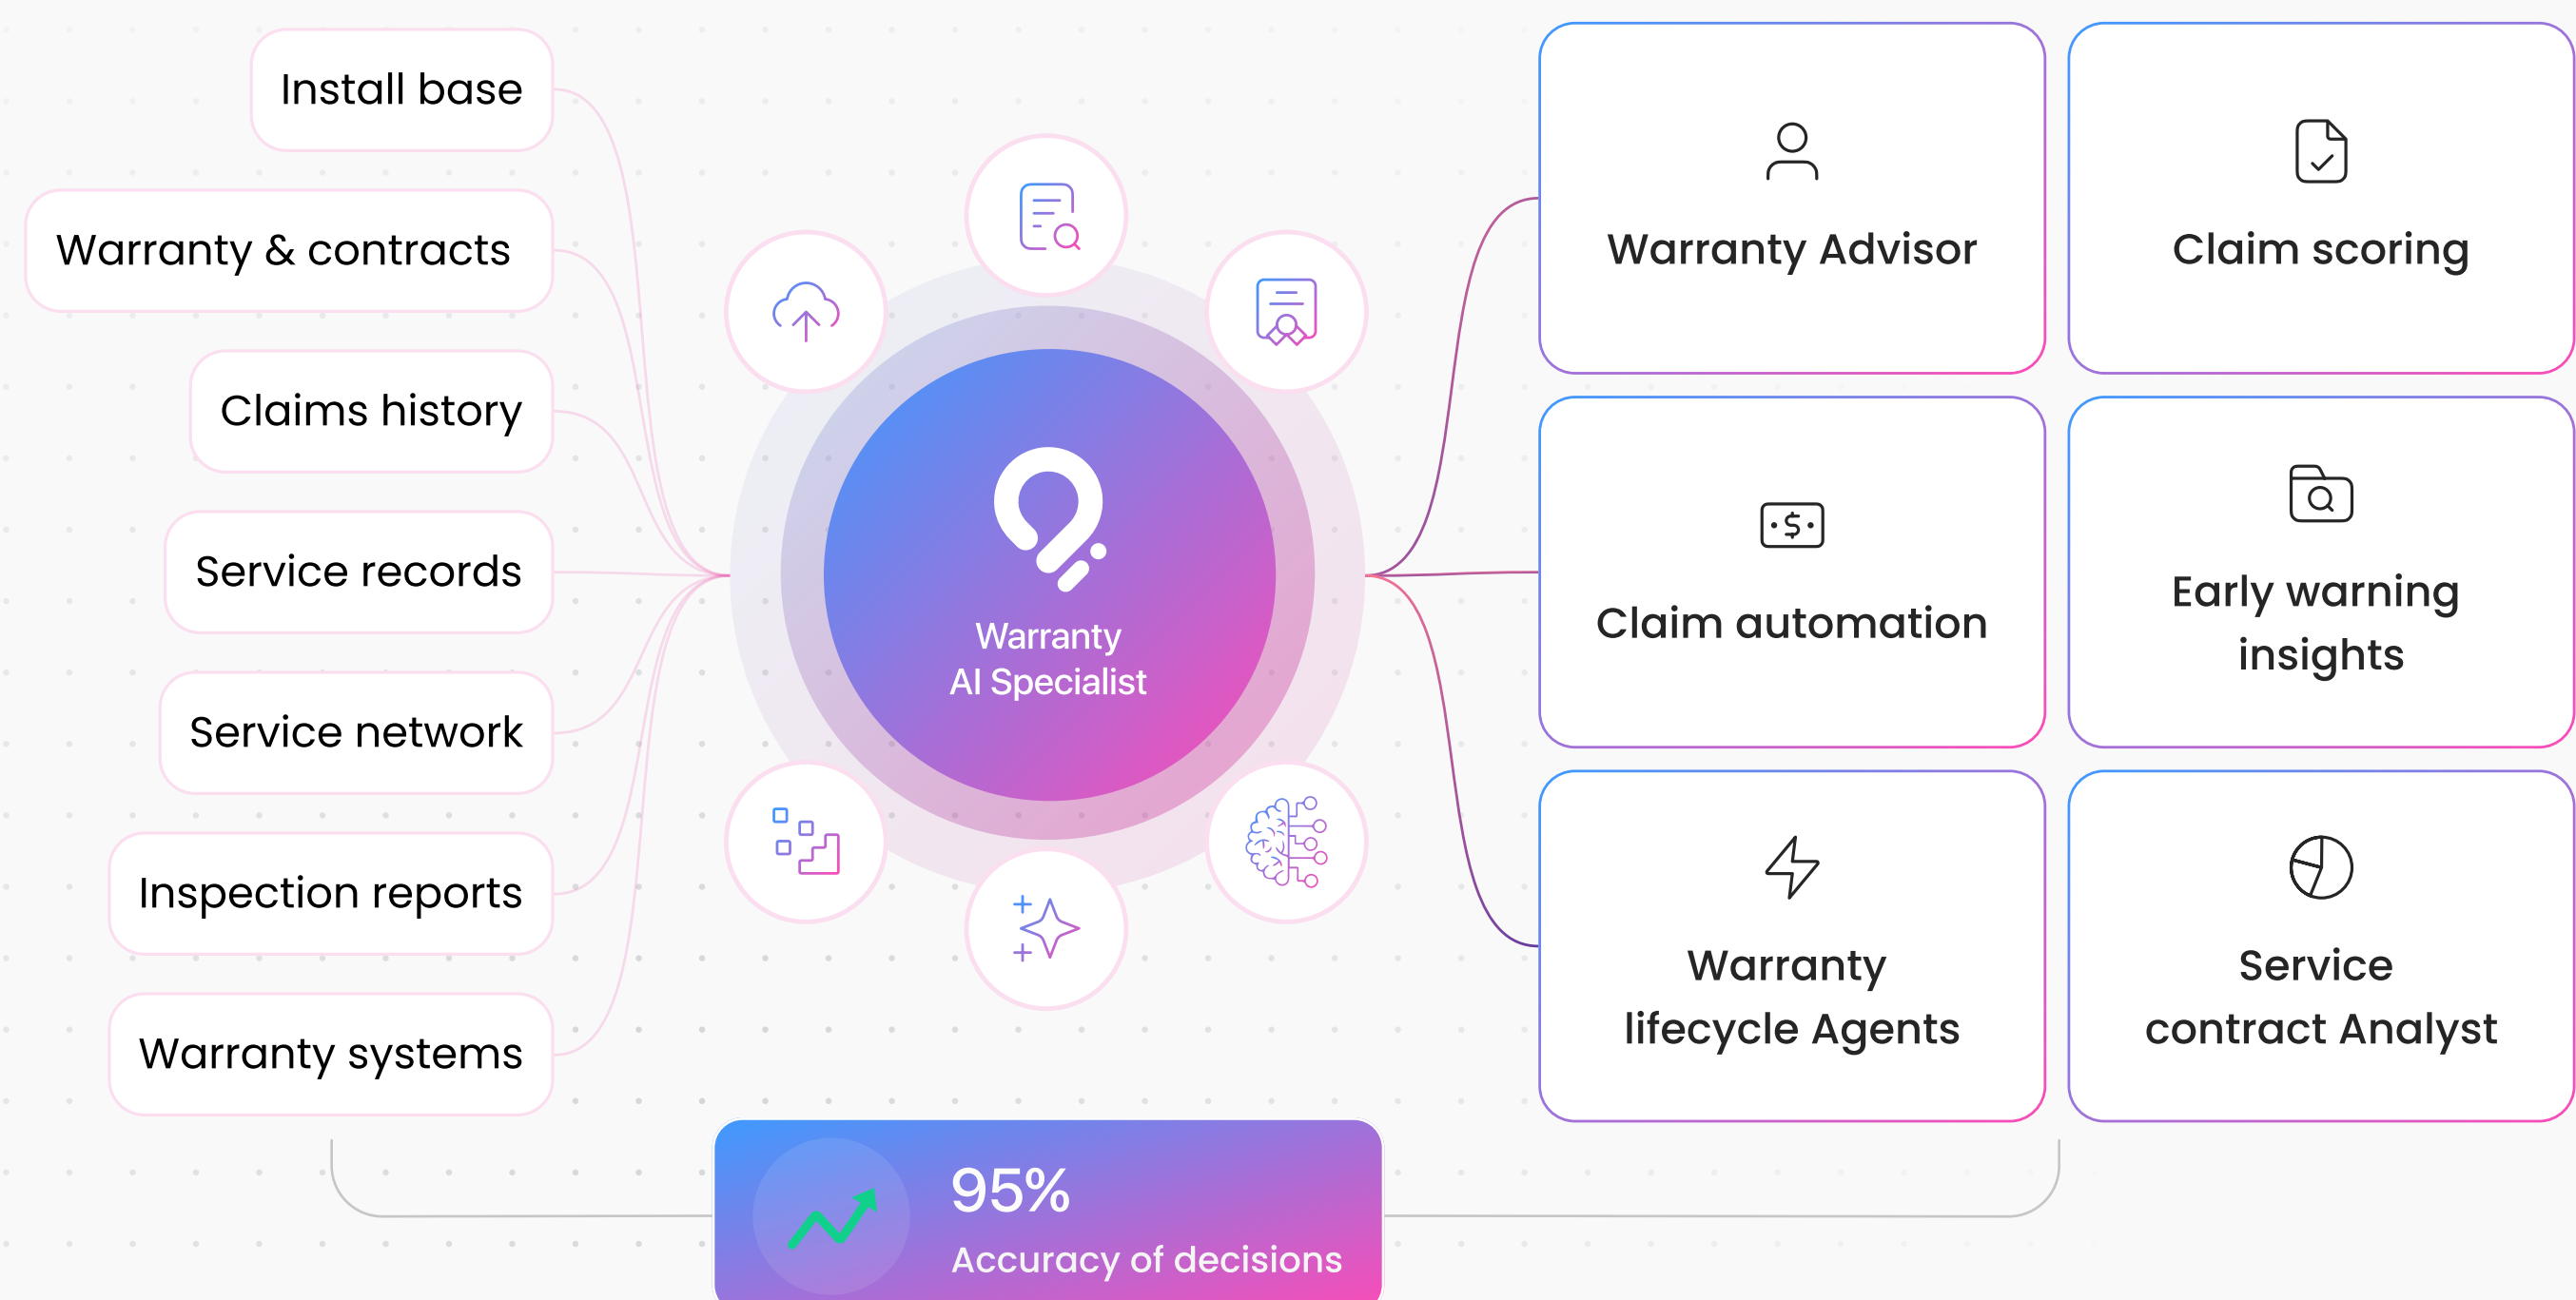 Install base
Warranty & contracts
Claims history
Service records
Service network
Inspection reports
Warranty systems
Warranty
AI Specialist
Warranty Advisor
Claim scoring
Claim automation
Early warning
insights
Warranty
lifecycle Agents
Service
contract Analyst
95%
Accuracy of decisions